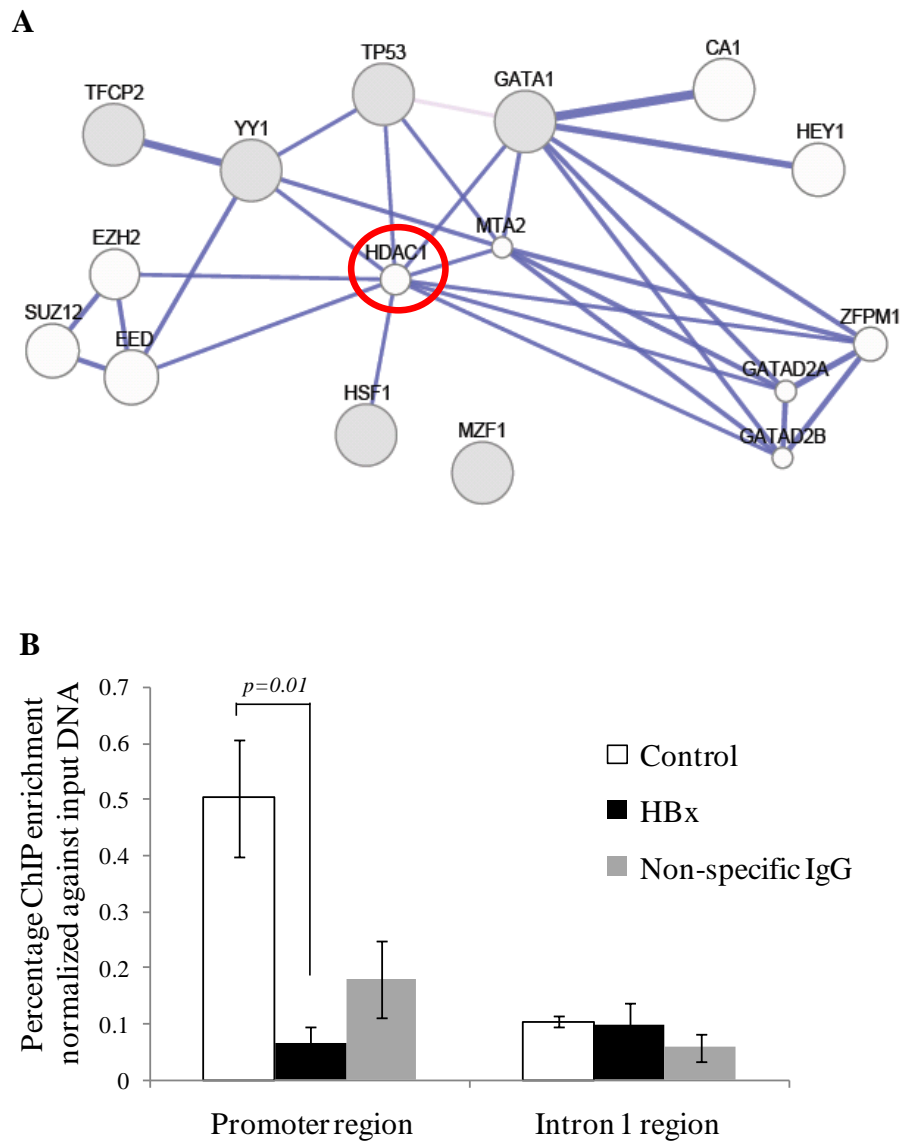 A
TP53
CA1
GATA1
TFCP2
YY1
HEY1
MTA2
EZH2
HDAC1
SUZ12
EED
ZFPM1
GATAD2A
HSF1
GATAD2B
MZF1
B
Percentage ChIP enrichment
normalized against input DNA
0.7
0.6
0.5
0.4
0.3
0.2
0.1
0
p=0.01
Control
HBx
Non-specific IgG
Promoter region
Intron 1 region